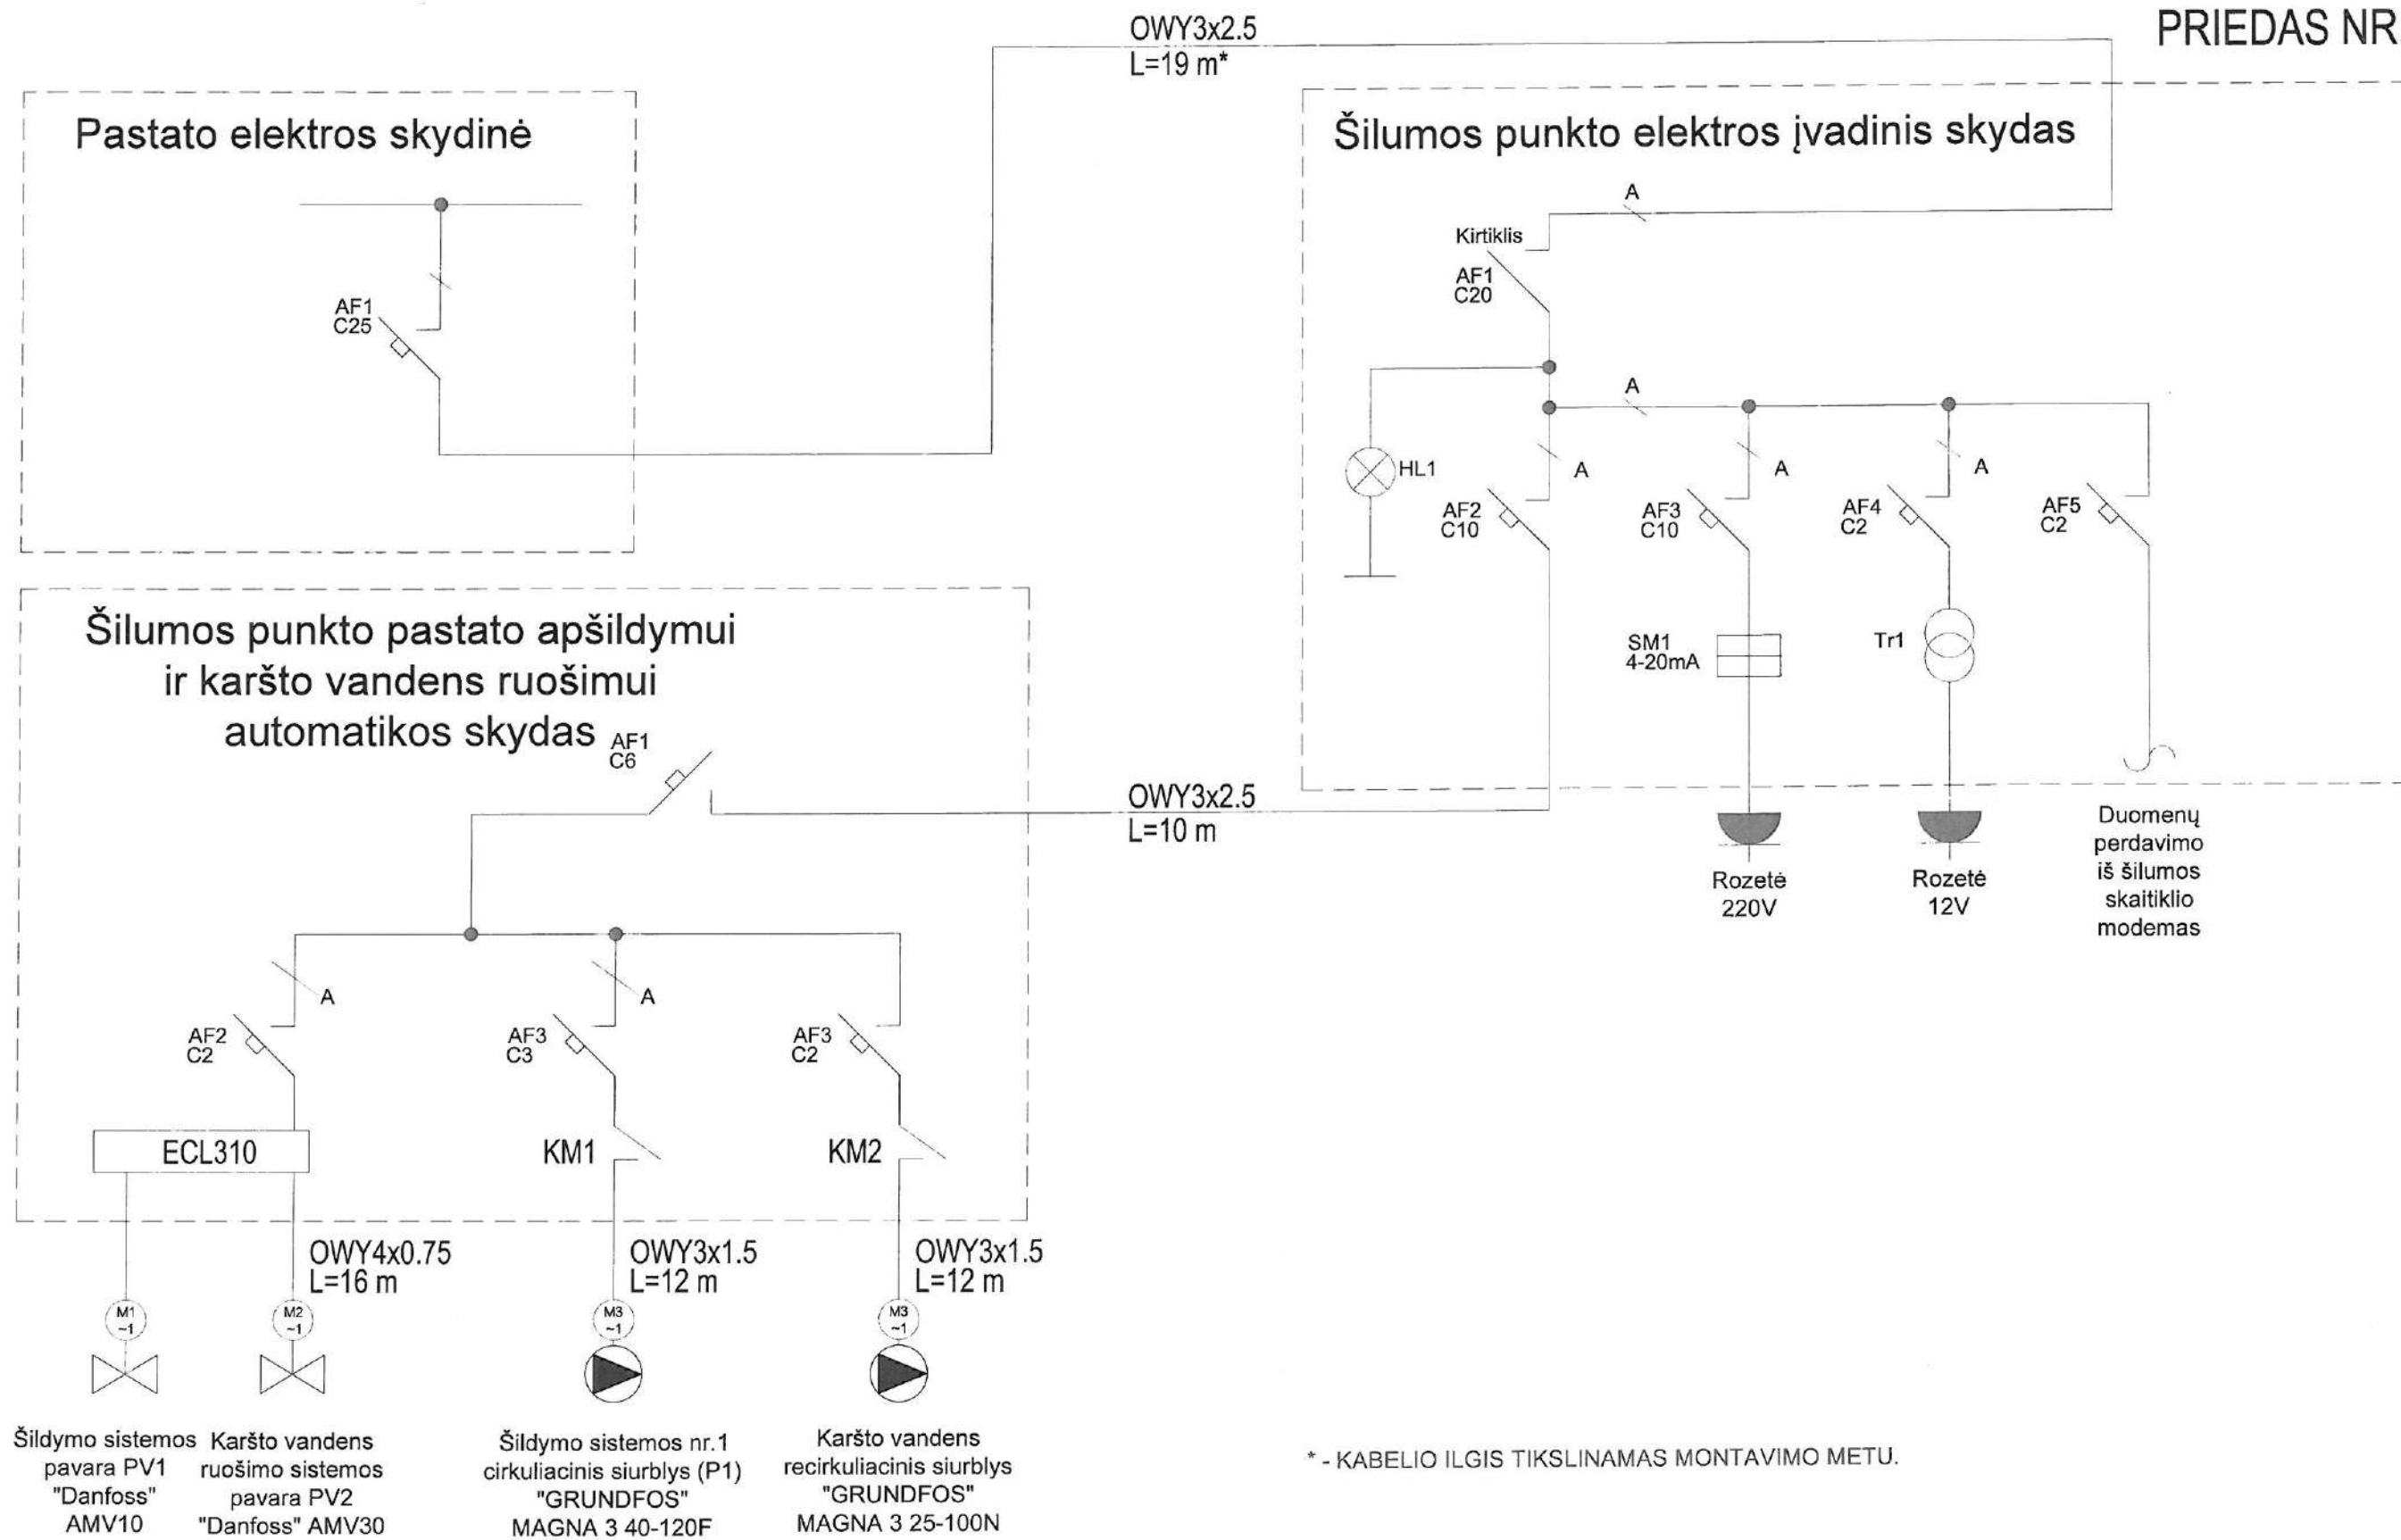 PRIEDAS NR.
OWY3x2.5
L=19 m*
Pastato elektros skydinė
AF1
C25
Šilumos punkto elektros įvadinis skydas
A
Kirtiklis
AF1
C20
A
HL1
A
A
A
AF2
C10
AF3
C10
AF4
C2
AF5
C2
SM1
4-20mA
Tr1
Rozetė
220V
Rozetė
12V
Duomenų
perdavimo
iš šilumos
skaitiklio
modemas
Šilumos punkto pastato apšildymui
ir karšto vandens ruošimui
automatikos skydas
AF1
C6
OWY3x2.5
L=10 m
A
A
AF2
C2
AF3
C3
AF3
C2
ECL310
KM1
KM2
OWY4x0.75
L=16 m
OWY3x1.5
L=12 m
OWY3x1.5
L=12 m
M1
~1
M2
~1
M3
~1
M3
~1
Šildymo sistemos
pavara PV1
"Danfoss"
AMV10
Karšto vandens
ruošimo sistemos
pavara PV2
"Danfoss" AMV30
Šildymo sistemos nr.1
cirkuliacinis siurblys (P1)
"GRUNDFOS"
MAGNA 3 40-120F
Karšto vandens
recirkuliacinis siurblys
"GRUNDFOS"
MAGNA 3 25-100N
* - KABELIO ILGIS TIKSLINAMAS MONTAVIMO METU.